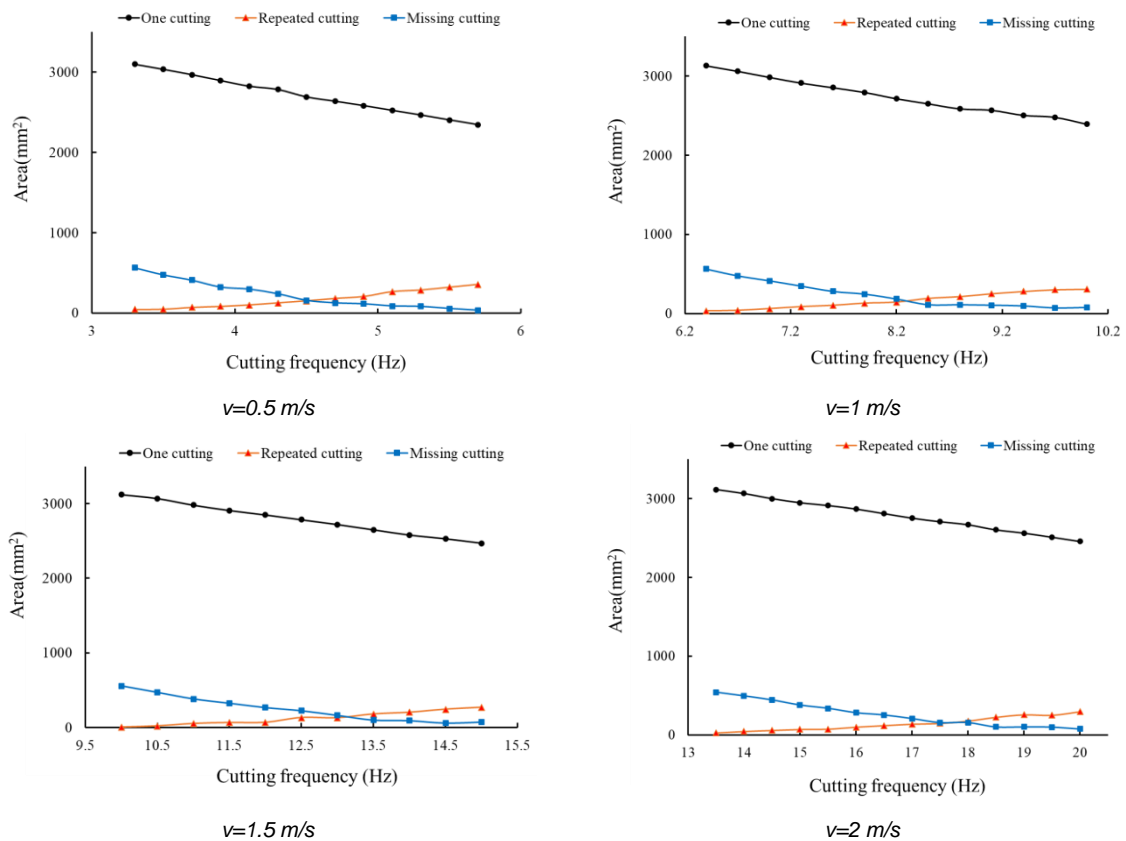 One cutting Repeated cutting Missing cutting
3000
2000
1000
0
3 4 5 6
Area(mm²)
Cutting frequency (Hz)
v=0.5 m/s
One cutting Repeated cutting Missing cutting
3000
2000
1000
0
6.2 7.2 8.2 9.2 10.2
Area(mm²)
Cutting frequency (Hz)
v=1 m/s
One cutting Repeated cutting Missing cutting
3000
2000
1000
0
9.5 10.5 11.5 12.5 13.5 14.5 15.5
Area(mm²)
Cutting frequency (Hz)
v=1.5 m/s
One cutting Repeated cutting Missing cutting
3000
2000
1000
0
13 14 15 16 17 18 19 20
Area(mm²)
Cutting frequency (Hz)
v=2 m/s